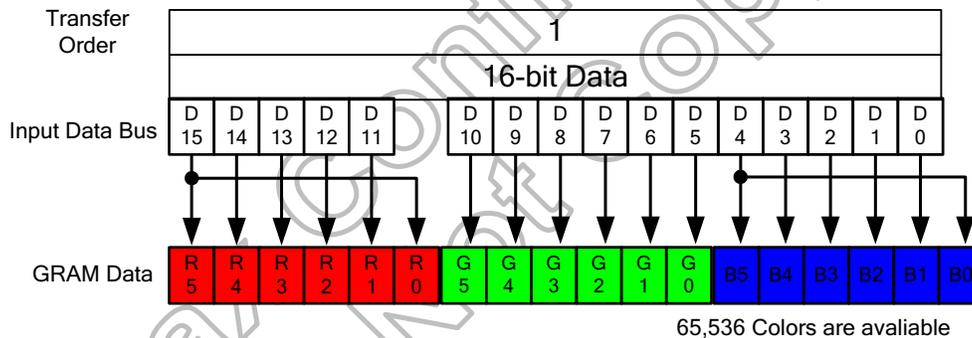 Transfer Order
1
16-bit Data
Input Data Bus
D 15 D 14 D 13 D 12 D 11 D 10 D 9 D 8 D 7 D 6 D 5 D 4 D 3 D 2 D 1 D 0
GRAM Data
R 5 R 4 R 3 R 2 R 1 R 0 G 5 G 4 G 3 G 2 G 1 G 0 B5 B4 B3 B2 B1 B0
65,536 Colors are avaliable